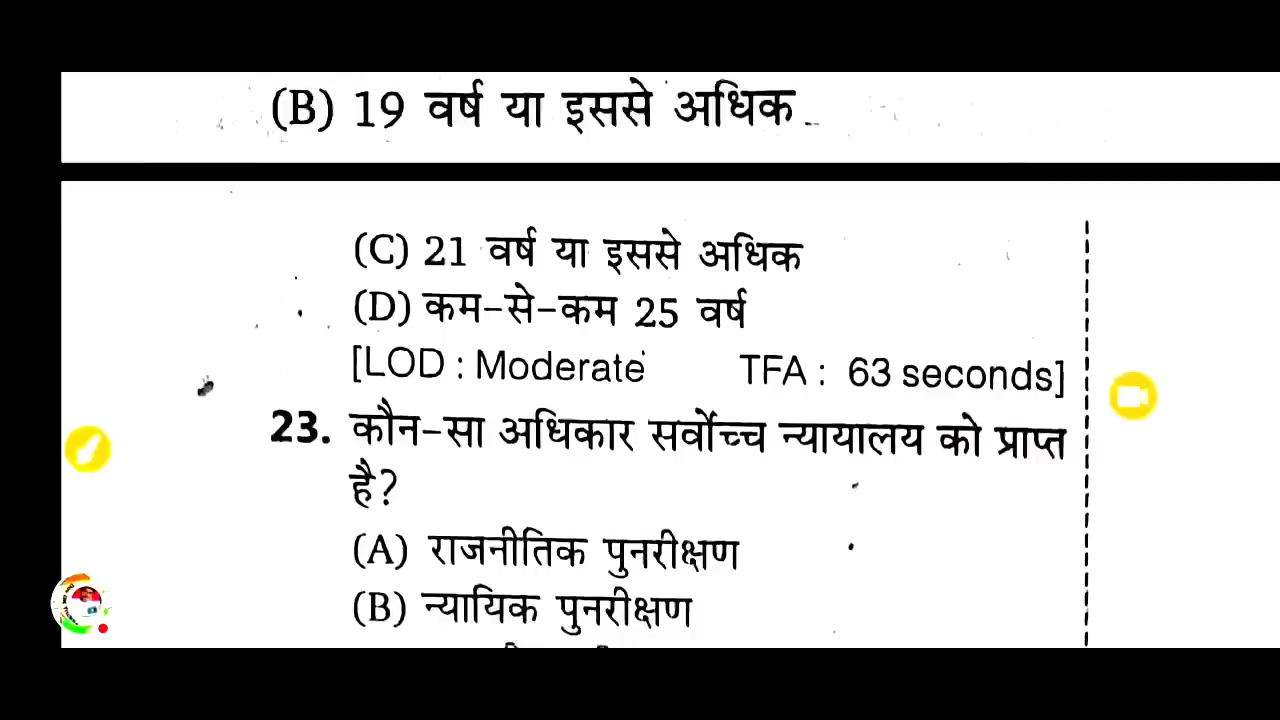 (B) 19 वर्ष या इससे अधिक
(C) 21 वर्ष या इससे अधिक
(D) कम-से-कम 25 वर्ष
[LOD : Moderate TFA : 63 seconds]
23. कौन-सा अधिकार सर्वोच्च न्यायालय को प्राप्त
है?
(A) राजनीतिक पुनरीक्षण
(B) न्यायिक पुनरीक्षण